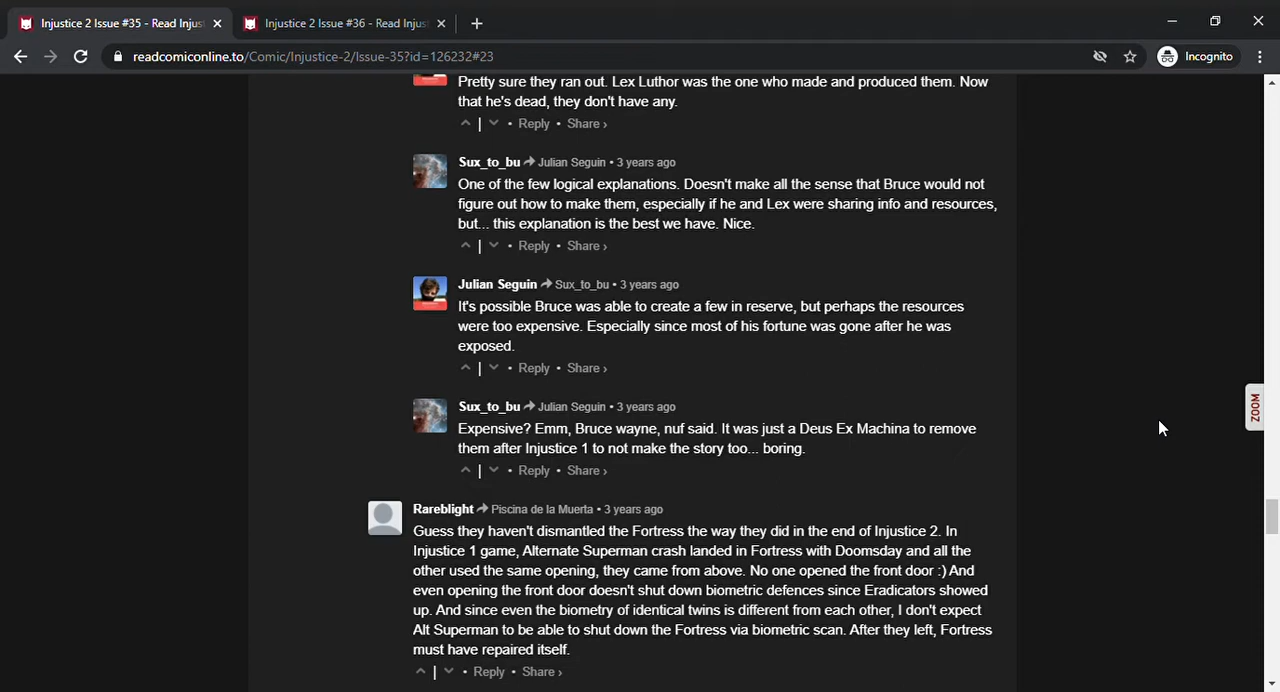 Injustice 2 Issue #35 - Read Injus
Injustice 2 Issue #36 - Read Injus
readcomiconline.to/Comic/Injustice-2/Issue-35?id=126232#23
Incognito
Pretty sure they ran out. Lex Luthor was the one who made and produced them. Now
that he's dead, they don't have any.
• Reply • Share ›
Sux_to_bu Julian Seguin • 3 years ago
One of the few logical explanations. Doesn't make all the sense that Bruce would not
figure out how to make them, especially if he and Lex were sharing info and resources,
but... this explanation is the best we have. Nice.
• Reply • Share ›
Julian Seguin Sux_to_bu • 3 years ago
It's possible Bruce was able to create a few in reserve, but perhaps the resources
were too expensive. Especially since most of his fortune was gone after he was
exposed.
• Reply • Share ›
ZOOM
Sux_to_bu Julian Seguin • 3 years ago
Expensive? Emm, Bruce wayne, nuf said. It was just a Deus Ex Machina to remove
them after Injustice 1 to not make the story too... boring.
• Reply • Share ›
Rareblight Piscina de la Muerta • 3 years ago
Guess they haven't dismantled the Fortress the way they did in the end of Injustice 2. In
Injustice 1 game, Alternate Superman crash landed in Fortress with Doomsday and all the
other used the same opening, they came from above. No one opened the front door :) And
even opening the front door doesn't shut down biometric defences since Eradicators showed
up. And since even the biometry of identical twins is different from each other, I don't expect
Alt Superman to be able to shut down the Fortress via biometric scan. After they left, Fortress
must have repaired itself.
• Reply • Share ›